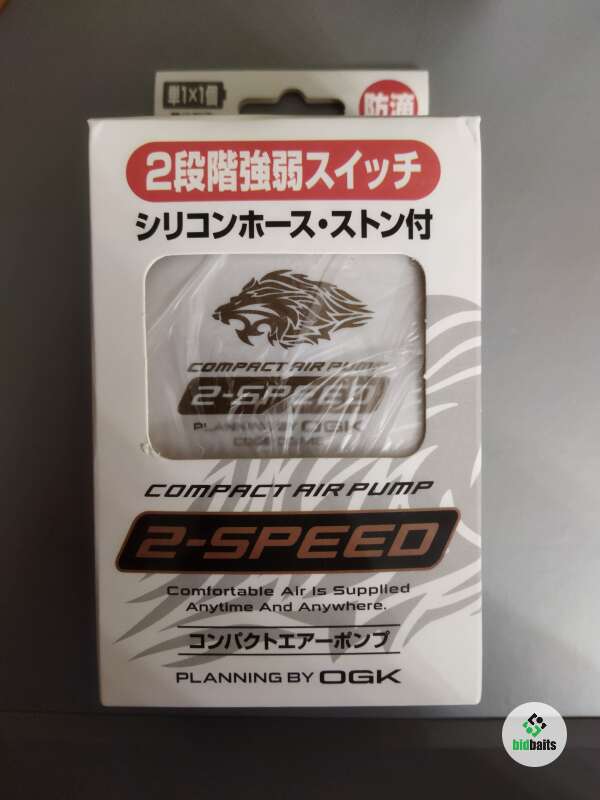 単1×1個
防滴
2段階強弱スイッチ
シリコンホース・ストン付
COMPACT AIR PUMP
2-SPEED
PLANNING BY OGK
COMPACT AIR PUMP
2-SPEED
Comfortable Air Is Supplied
Anytime And Anywhere.
コンパクトエアーポンプ
PLANNING BY OGK
bidbaits